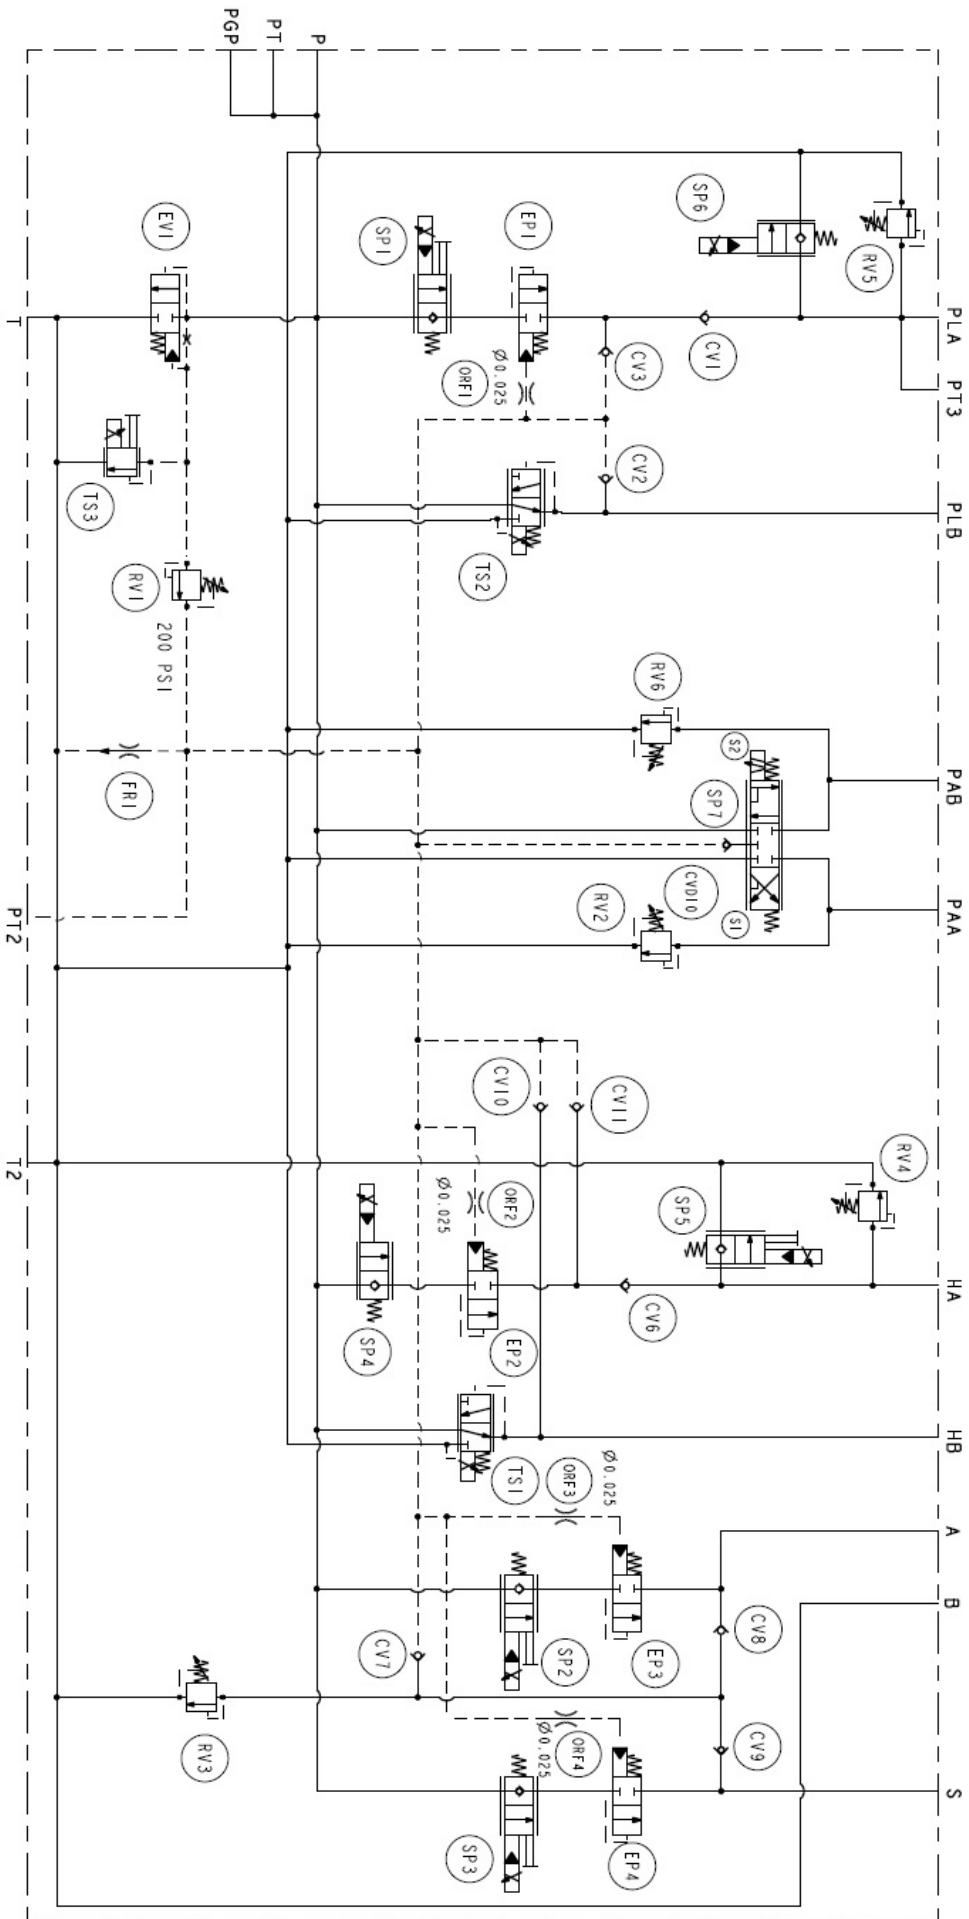 PGP
PT
P
SP6
RV5
PLA
EV1
SP1
EP1
CV1
T
Ø0.025
ORF1
CV3
PT3
TS3
CV2
PLB
RV1
TS2
200 PSI
RV6
S2
PAB
FR1
SP7
CVD10
PT2
RV2
S1
PAA
CV10
CV11
T2
Ø0.025
ORF2
SP5
RV4
SP4
EP2
CV6
HA
TS1
ORF3
Ø0.025
HB
A
B
CV7
SP2
EP3
CV8
RV3
Ø0.025
ORF4
CV9
S
SP3
EP4